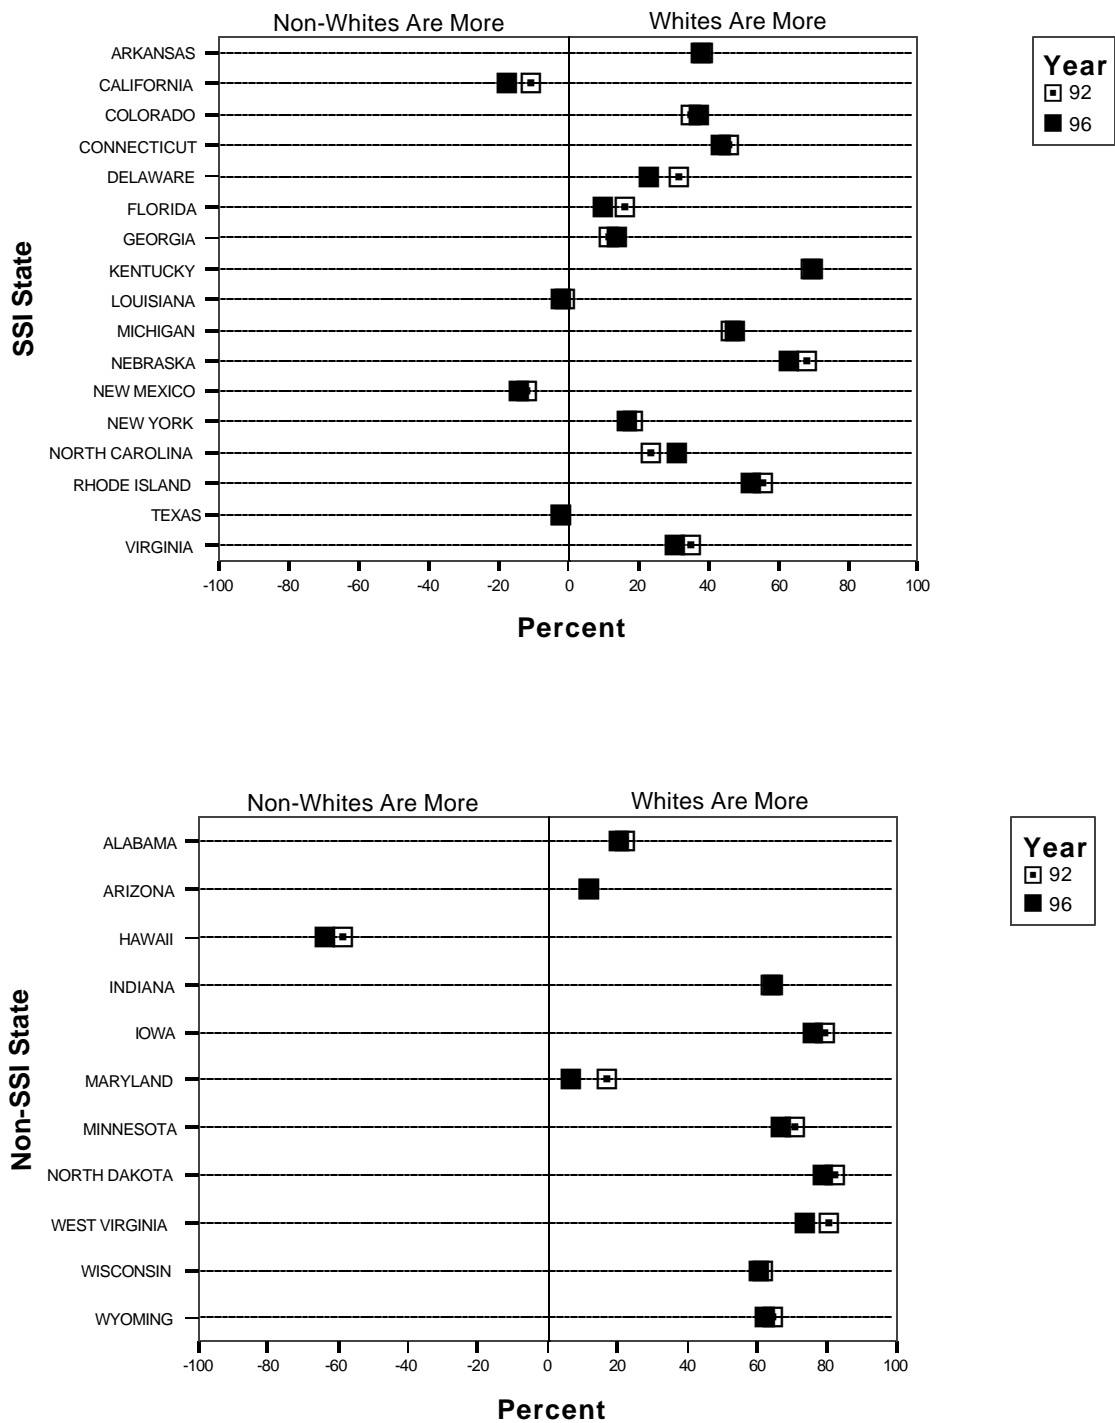 Non-Whites Are More Whites Are More
ARKANSAS
CALIFORNIA
COLORADO
CONNECTICUT
DELAWARE
FLORIDA
GEORGIA
KENTUCKY
LOUISIANA
MICHIGAN
NEBRASKA
NEW MEXICO
NEW YORK
NORTH CAROLINA
RHODE ISLAND
TEXAS
VIRGINIA
SSI State
-100 -80 -60 -40 -20 0 20 40 60 80 100
Percent
Year
92
96
Non-Whites Are More Whites Are More
ALABAMA
ARIZONA
HAWAII
INDIANA
IOWA
MARYLAND
MINNESOTA
NORTH DAKOTA
WEST VIRGINIA
WISCONSIN
WYOMING
Non-SSI State
-100 -80 -60 -40 -20 0 20 40 60 80 100
Percent
Year
92
96